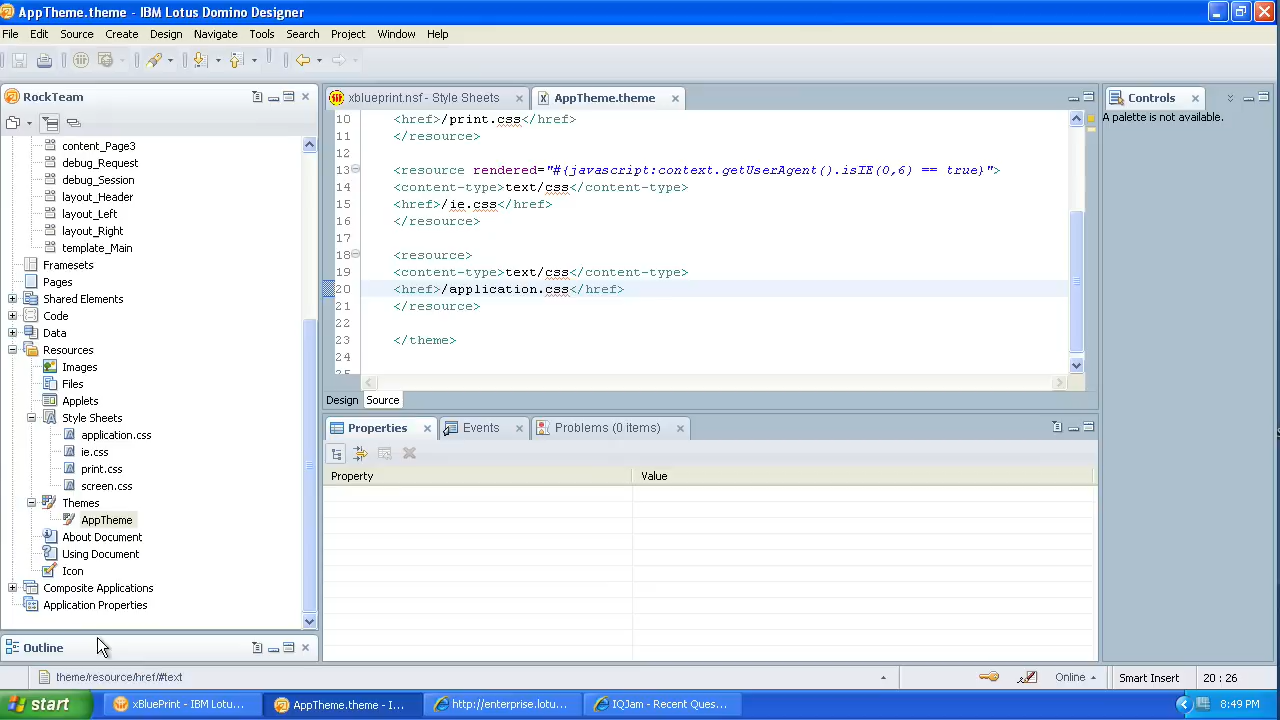 AppTheme.theme - IBM Lotus Domino Designer
File Edit Source Create Design Navigate Tools Search Project Window Help
RockTeam
content_Page3
debug_Request
debug_Session
layout_Header
layout_Left
layout_Right
template_Main
Framesets
Pages
Shared Elements
Code
Data
Resources
Images
Files
Applets
Style Sheets
application.css
ie.css
print.css
screen.css
Themes
AppTheme
About Document
Using Document
Icon
Composite Applications
Application Properties
Outline
xblueprint.nsf - Style Sheets
AppTheme.theme
10 <href>/print.css</href>
11 </resource>
12
13 <resource rendered="#{javascript:context.getUserAgent().isIE(0,6) == true}">
14 <content-type>text/css</content-type>
15 <href>/ie.css</href>
16 </resource>
17
18 <resource>
19 <content-type>text/css</content-type>
20 <href>/application.css</href>
21 </resource>
22
23 </theme>
24
25
Design Source
Properties Events Problems (0 items)
Property Value
Controls
A palette is not available.
theme/resource/href/#text
Online
Smart Insert
20 : 26
start
xBluePrint - IBM Lotu...
AppTheme.theme - I...
http://enterprise.lotu...
IQJam - Recent Ques...
8:49 PM